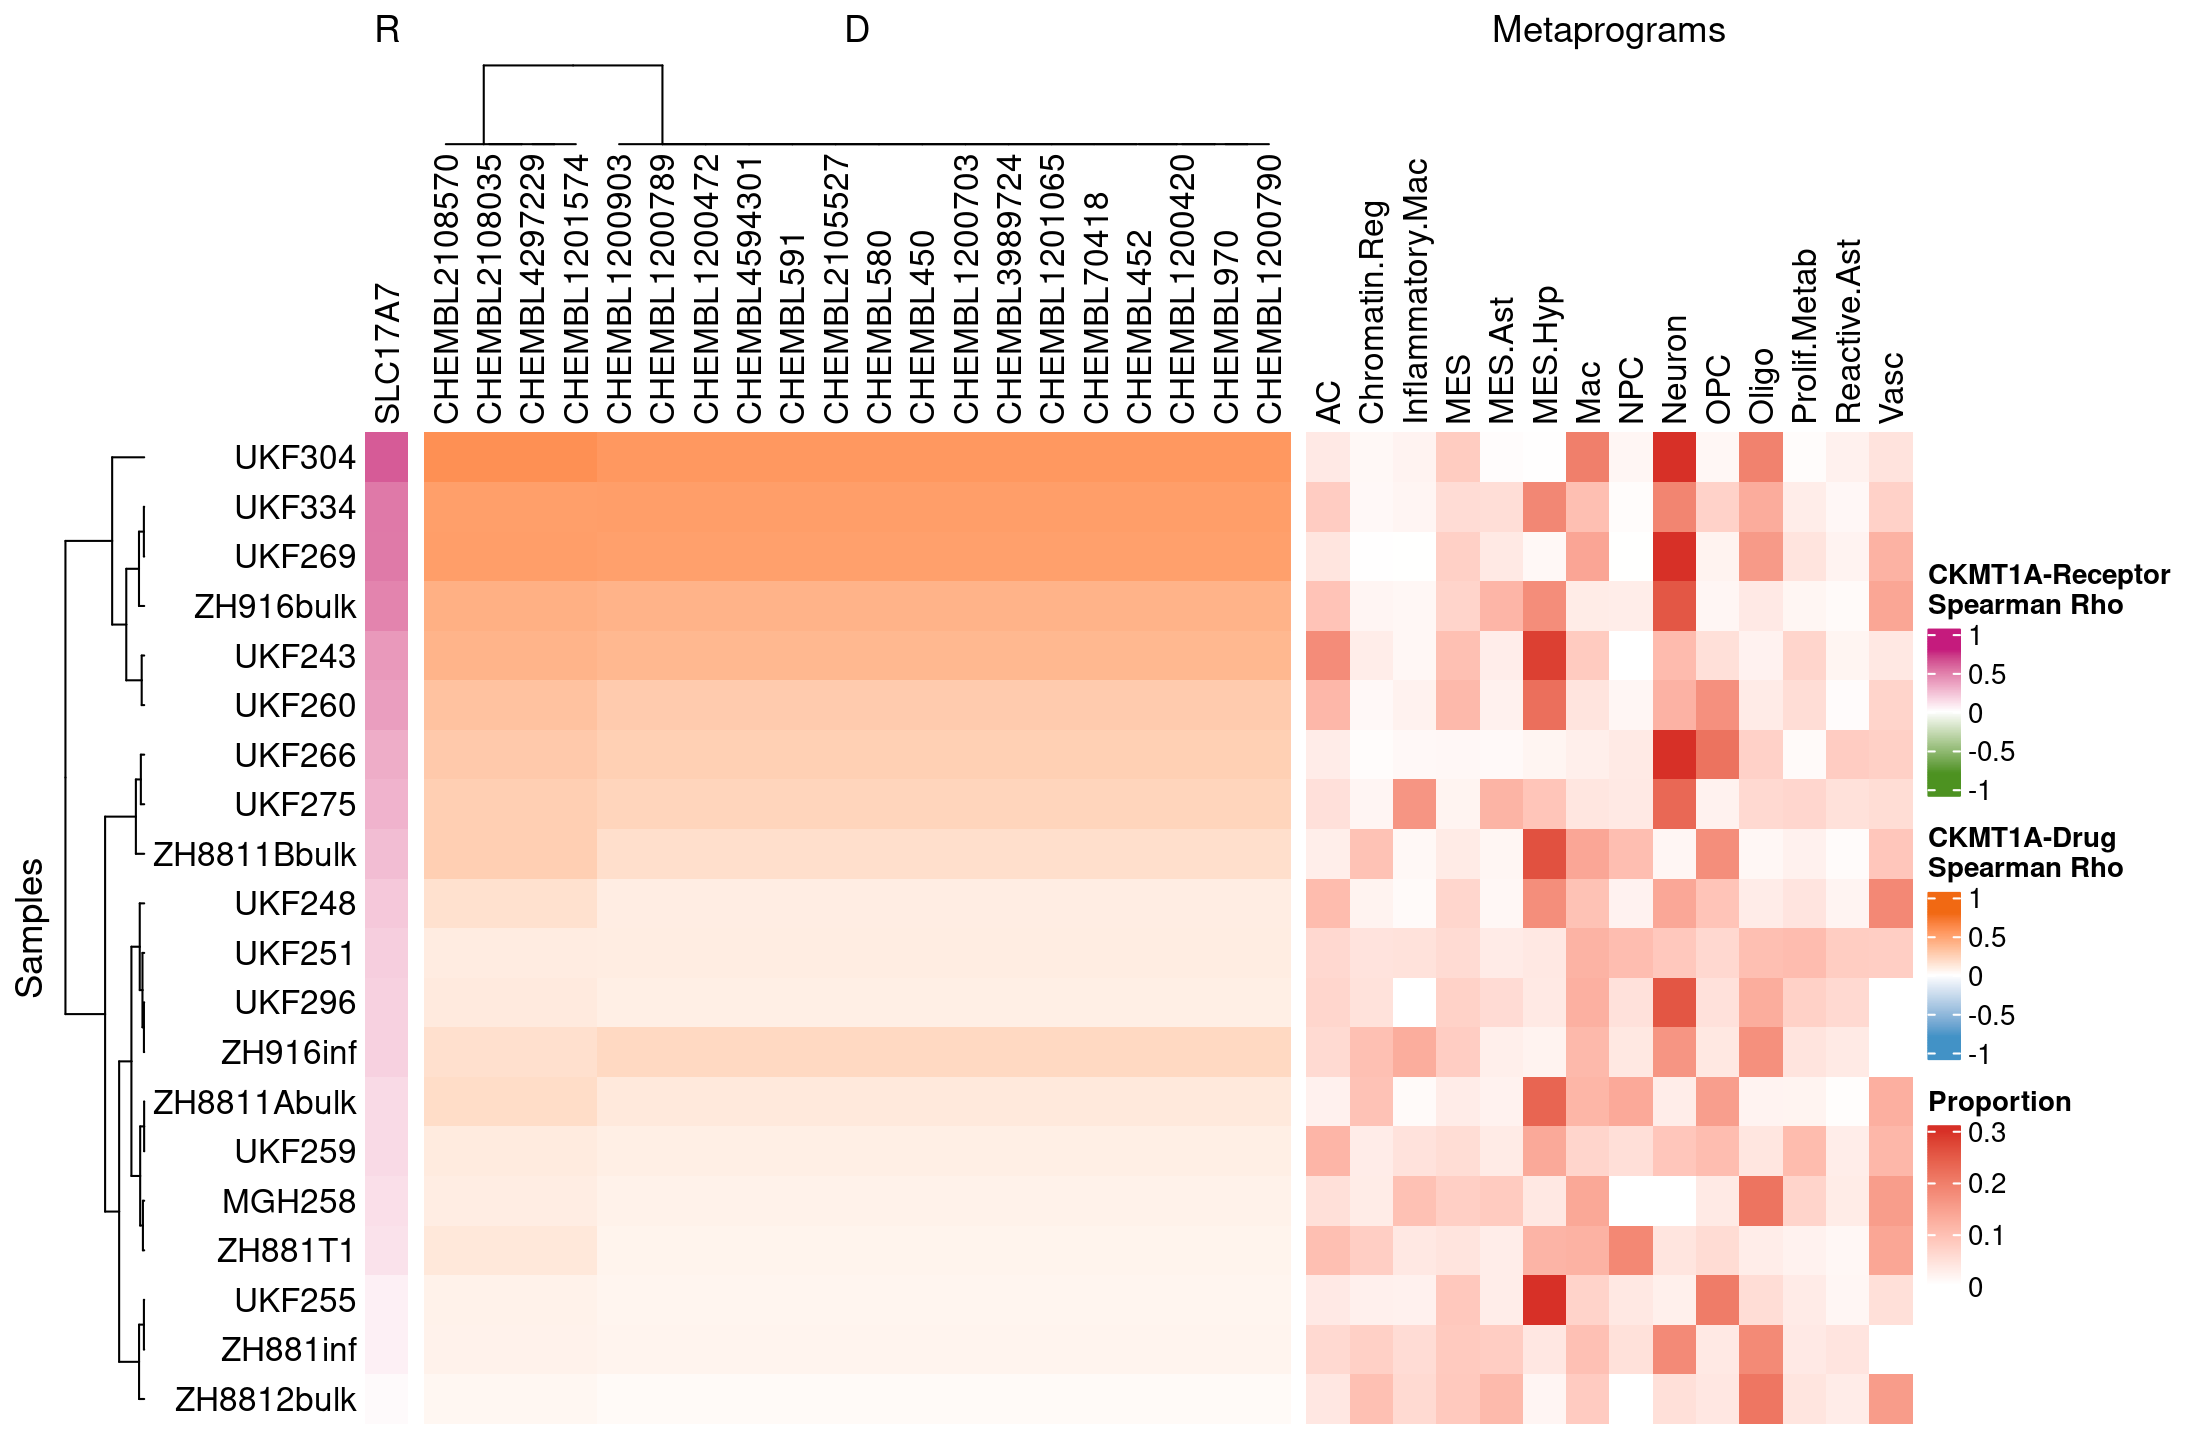 R
D
Metaprograms
SLC17A7
CHEMBL2108570
CHEMBL2108035
CHEMBL4297229
CHEMBL1201574
CHEMBL1200903
CHEMBL1200789
CHEMBL1200472
CHEMBL4594301
CHEMBL591
CHEMBL2105527
CHEMBL580
CHEMBL450
CHEMBL1200703
CHEMBL3989724
CHEMBL1201065
CHEMBL70418
CHEMBL452
CHEMBL1200420
CHEMBL970
CHEMBL1200790
AC
Chromatin.Reg
Inflammatory.Mac
MES
MES.Ast
MES.Hyp
Mac
NPC
Neuron
OPC
Oligo
Prolif.Metab
Reactive.Ast
Vasc
Samples
UKF304
UKF334
UKF269
ZH916bulk
UKF243
UKF260
UKF266
UKF275
ZH8811Bbulk
UKF248
UKF251
UKF296
ZH916inf
ZH8811Abulk
UKF259
MGH258
ZH881T1
UKF255
ZH881inf
ZH8812bulk
CKMT1A-Receptor
Spearman Rho
1
0.5
0
-0.5
-1
CKMT1A-Drug
Spearman Rho
1
0.5
0
-0.5
-1
Proportion
0.3
0.2
0.1
0